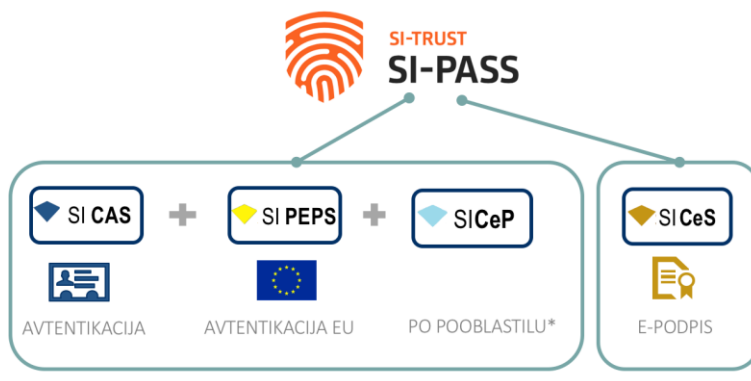 SI-TRUST
SI-PASS
SI CAS
SI PEPS
SICeP
SI CeS
AVTENTIKACIJA
AVTENTIKACIJA EU
PO POOBLASTILU*
E-PODPIS